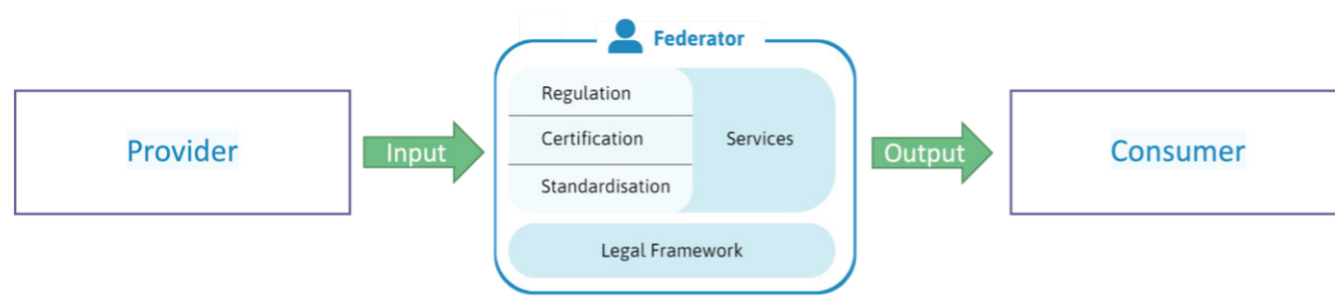 Federator
Regulation
Certification
Standardisation
Services
Legal Framework
Provider
Input
Output
Consumer